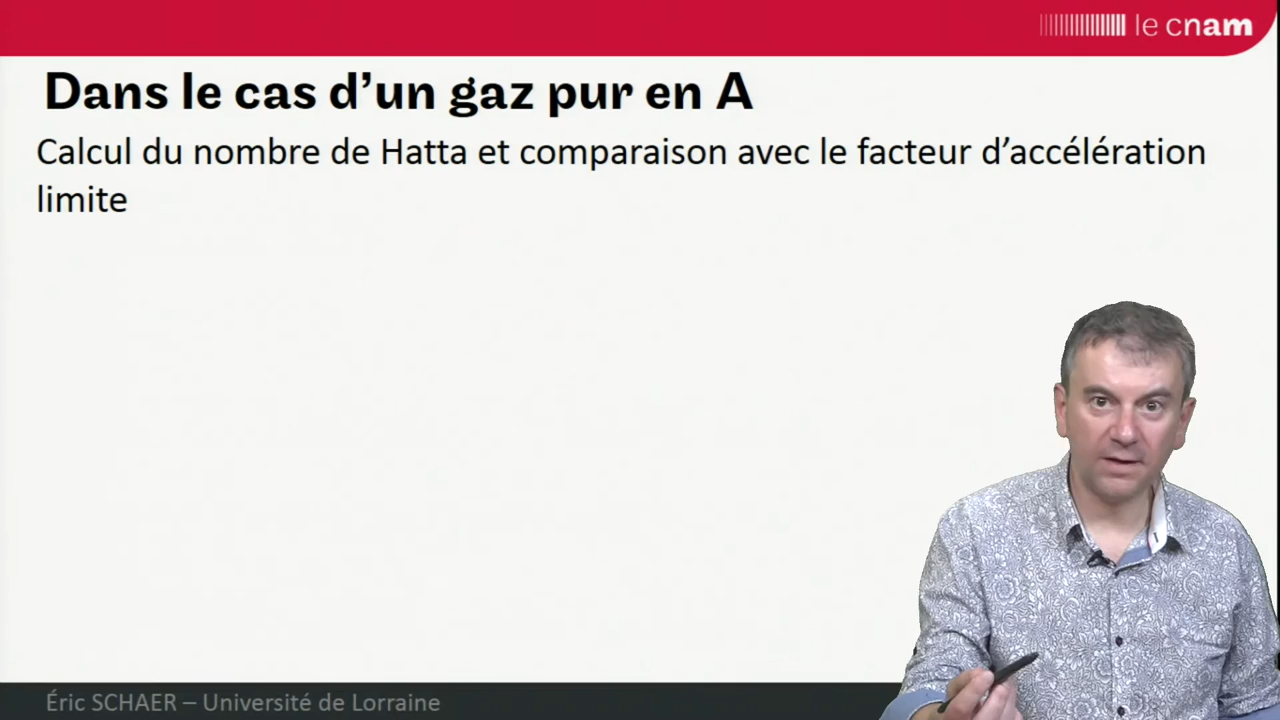 le cnam
Dans le cas d’un gaz pur en A
Calcul du nombre de Hatta et comparaison avec le facteur d’accélération
limite
Éric SCHAER – Université de Lorraine